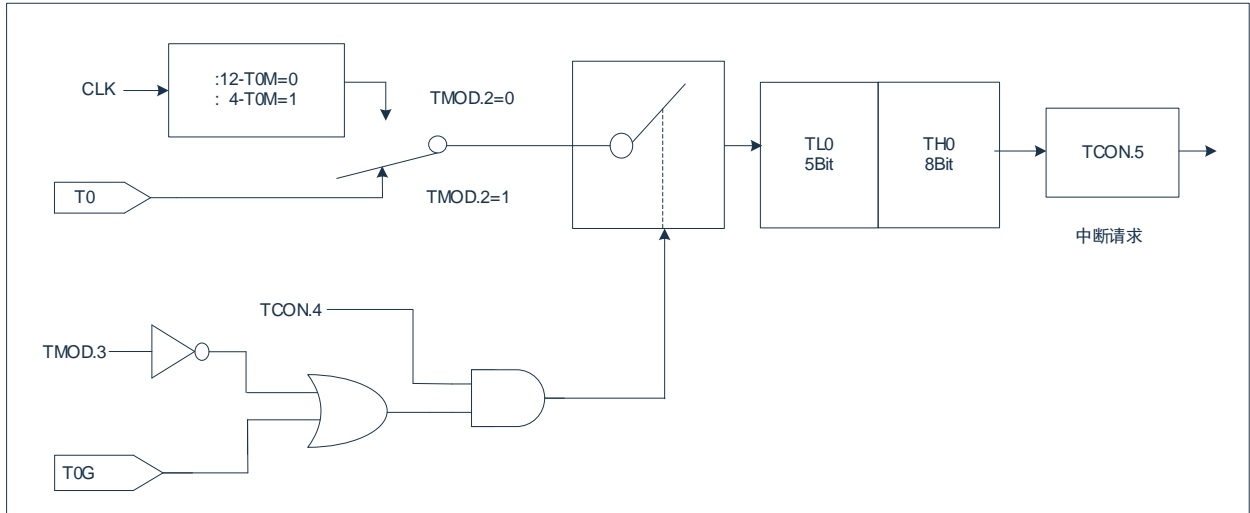 :12-T0M=0
: 4-T0M=1
CLK
TMOD.2=0
TL0
5Bit
TH0
8Bit
TCON.5
T0
TMOD.2=1
中断请求
TCON.4
TMOD.3
T0G